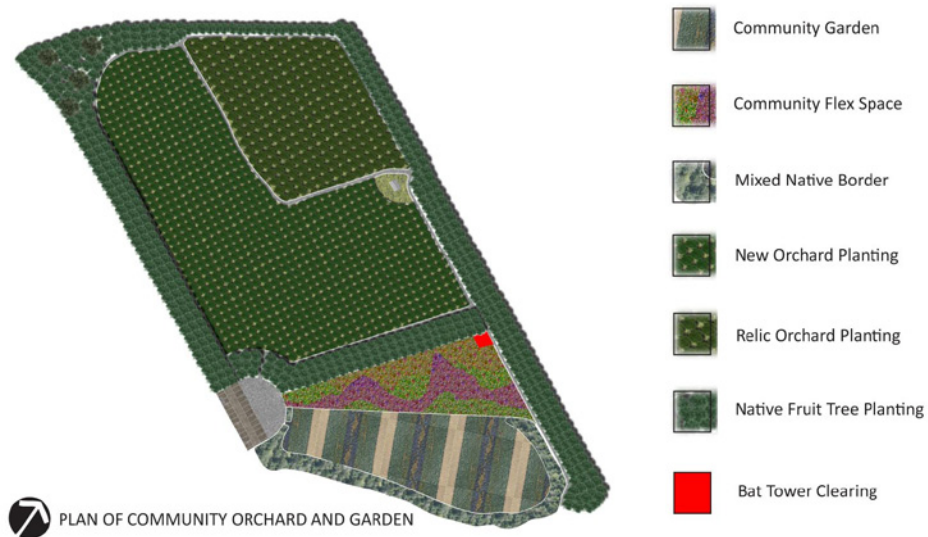 Community Garden
Community Flex Space
Mixed Native Border
New Orchard Planting
Relic Orchard Planting
Native Fruit Tree Planting
Bat Tower Clearing
PLAN OF COMMUNITY ORCHARD AND GARDEN